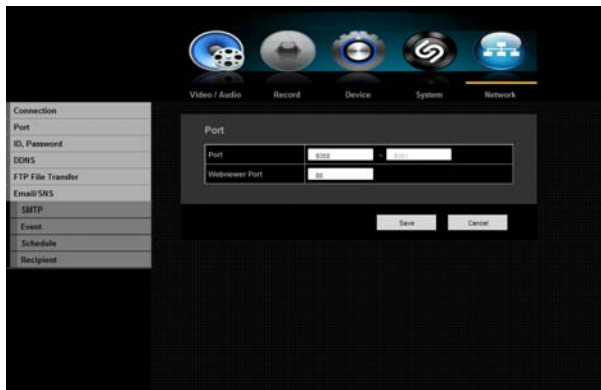 Video / Audio
Record
Device
System
Network
Connection
Port
ID, Password
DDNS
FTP File Transfer
Email/SNS
SMTP
Event
Schedule
Recipient
Port
Port 9350 - 9351
Webviewer Port 80
Save Cancel